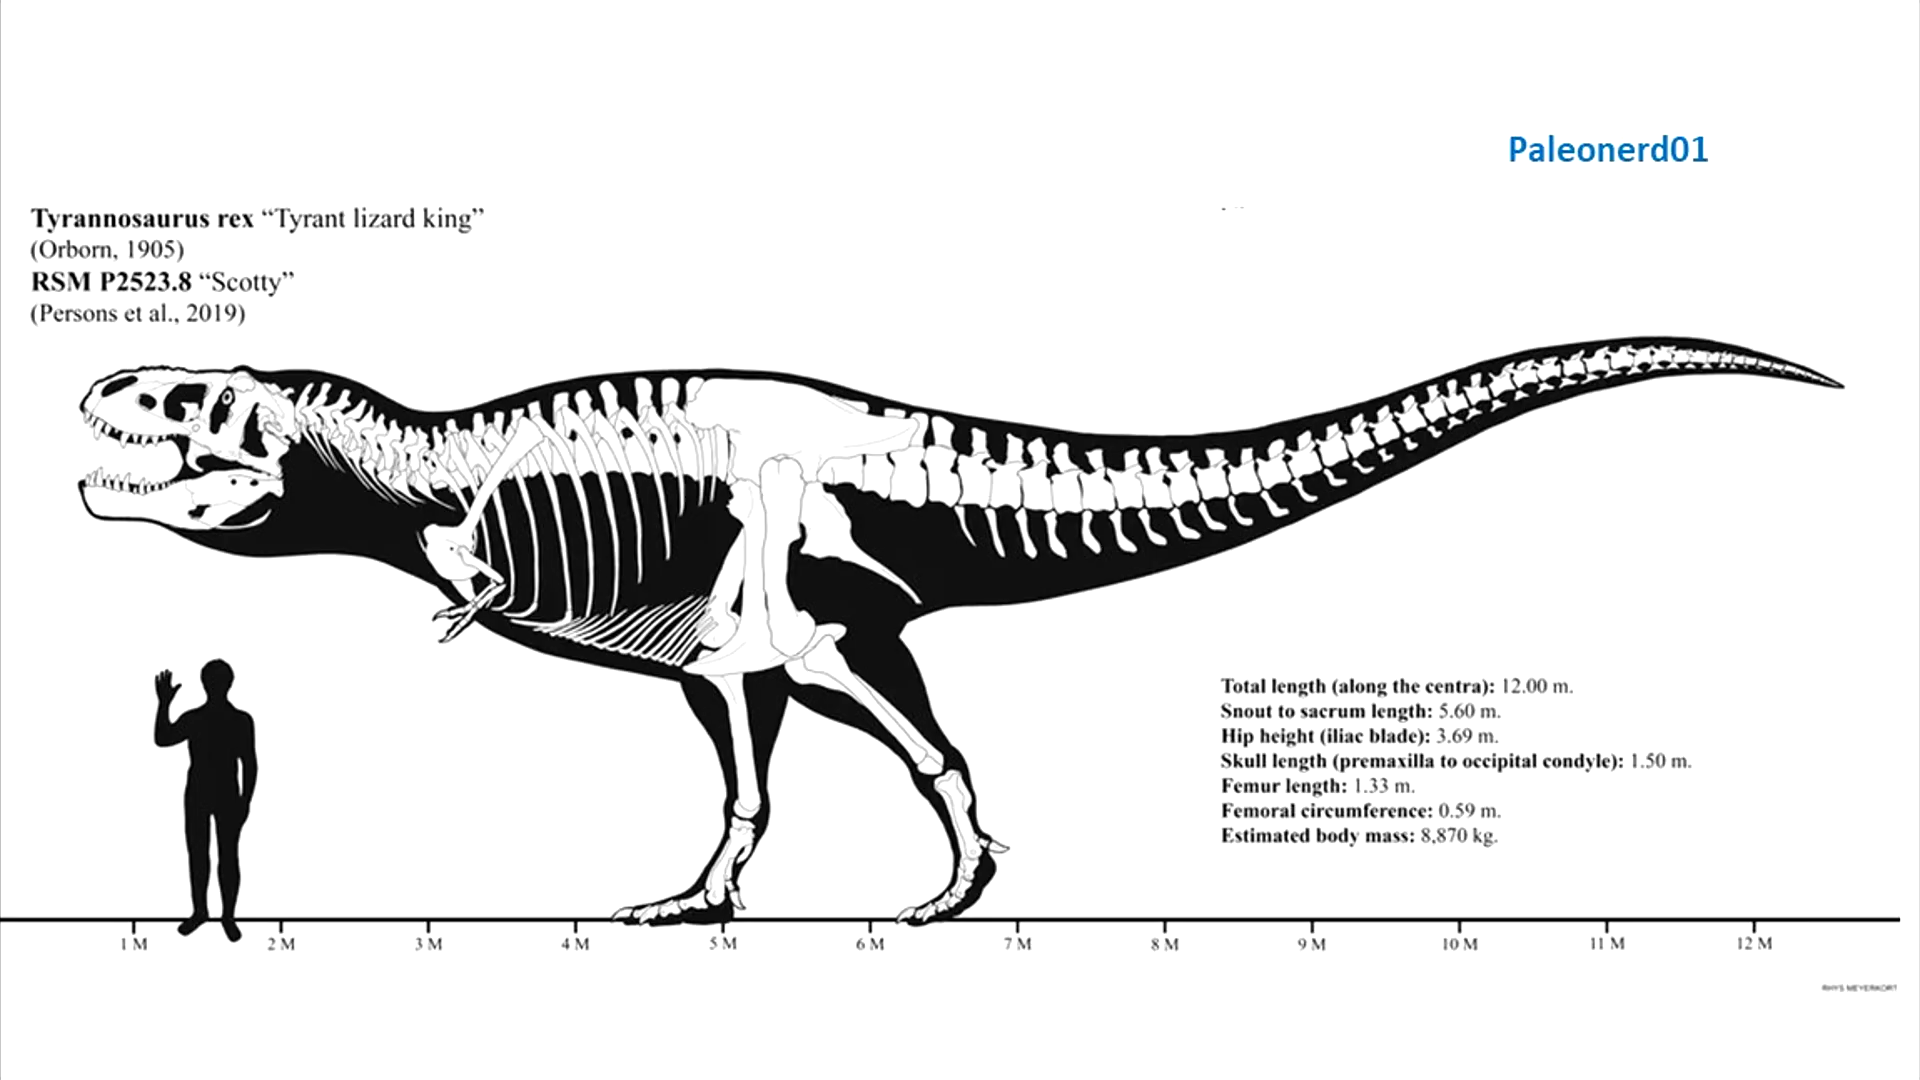 Paleonerd01
Tyrannosaurus rex “Tyrant lizard king”
(Orborn, 1905)
RSM P2523.8 “Scotty”
(Persons et al., 2019)
Total length (along the centra): 12.00 m.
Snout to sacrum length: 5.60 m.
Hip height (iliac blade): 3.69 m.
Skull length (premaxilla to occipital condyle): 1.50 m.
Femur length: 1.33 m.
Femoral circumference: 0.59 m.
Estimated body mass: 8,870 kg.
1 M 2 M 3 M 4 M 5 M 6 M 7 M 8 M 9 M 10 M 11 M 12 M
RHYS MEYERKORT